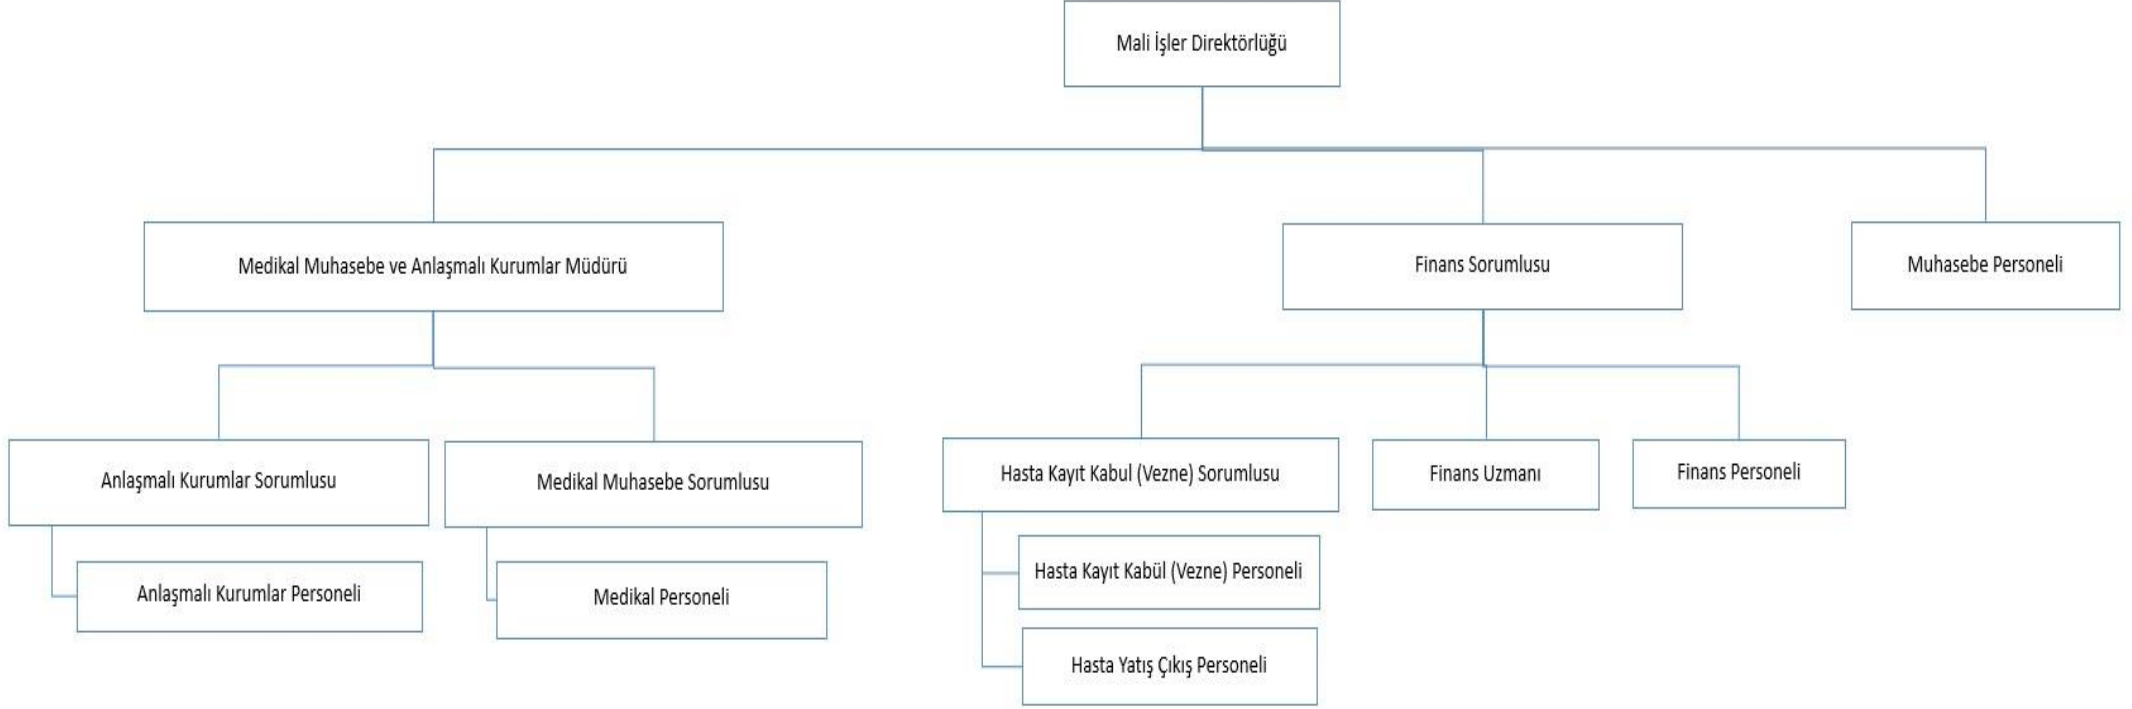 Mali İşler Direktörlüğü
Medikal Muhasebe ve Anlaşmalı Kurumlar Müdürü
Finans Sorumlusu
Muhasebe Personeli
Anlaşmalı Kurumlar Sorumlusu
Medikal Muhasebe Sorumlusu
Hasta Kayıt Kabul (Vezne) Sorumlusu
Finans Uzmanı
Finans Personeli
Anlaşmalı Kurumlar Personeli
Medikal Personeli
Hasta Kayıt Kabül (Vezne) Personeli
Hasta Yatış Çıkış Personeli